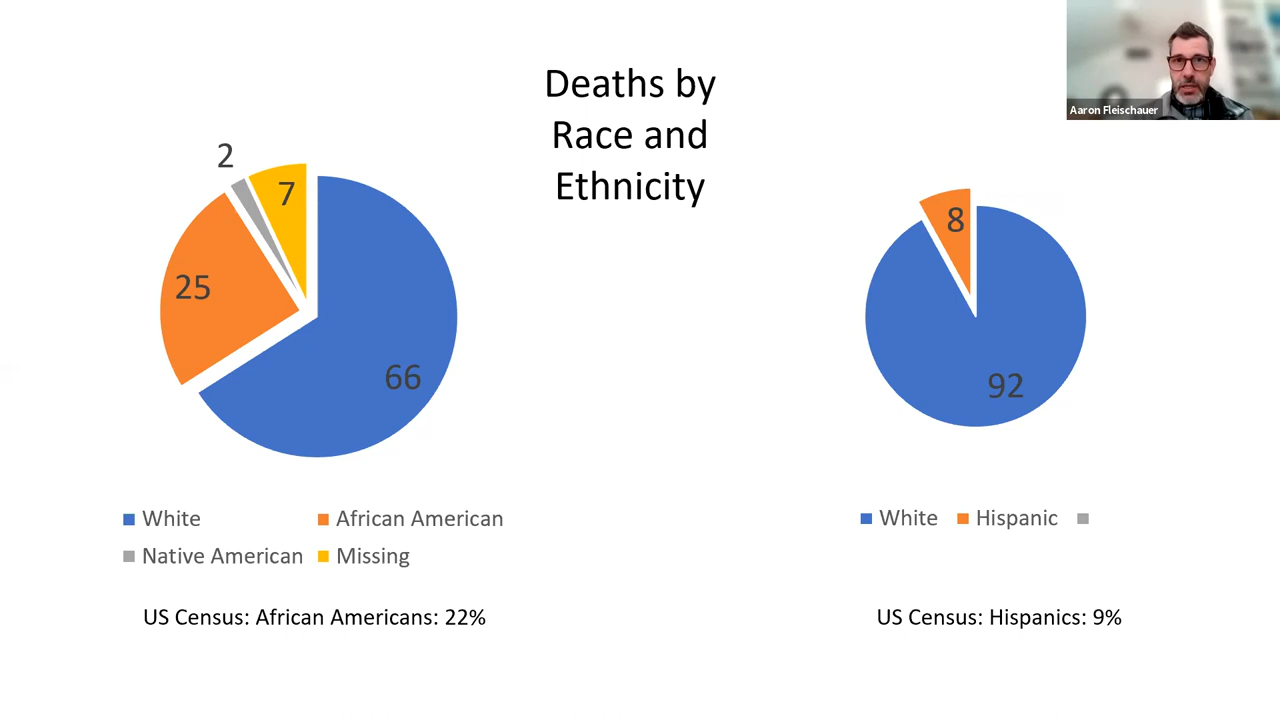 Deaths by
Race and
Ethnicity
Aaron Fleischauer
2
7
25
66
8
92
White
African American
Native American
Missing
White
Hispanic
US Census: African Americans: 22%
US Census: Hispanics: 9%